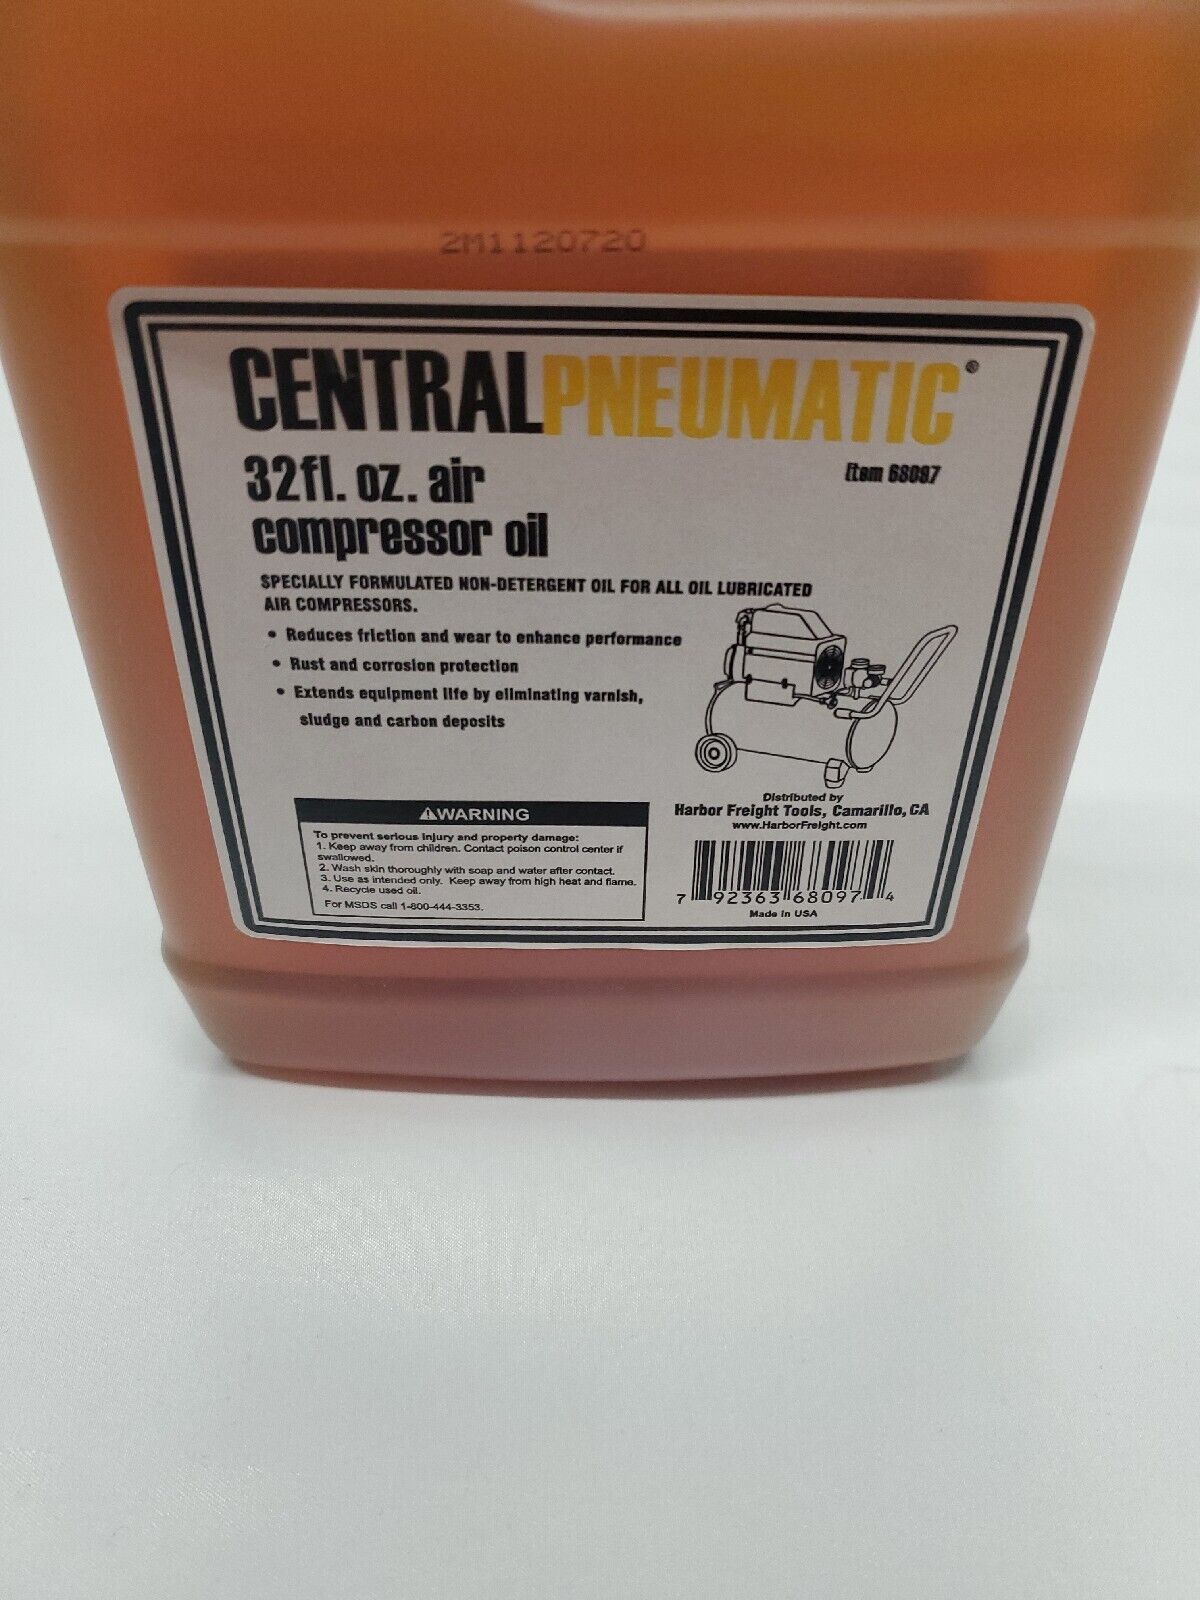 2M1120720
CENTRALPNEUMATIC®
32fl. oz. air
compressor oil
Item 68097
SPECIALLY FORMULATED NON-DETERGENT OIL FOR ALL OIL LUBRICATED
AIR COMPRESSORS.
• Reduces friction and wear to enhance performance
• Rust and corrosion protection
• Extends equipment life by eliminating varnish,
sludge and carbon deposits
⚠WARNING
To prevent serious injury and property damage:
1. Keep away from children. Contact poison control center if
swallowed.
2. Wash skin thoroughly with soap and water after contact.
3. Use as intended only. Keep away from high heat and flame.
4. Recycle used oil.
For MSDS call 1-800-444-3353.
Distributed by
Harbor Freight Tools, Camarillo, CA
www.HarborFreight.com
7 92363 68097 4
Made in USA